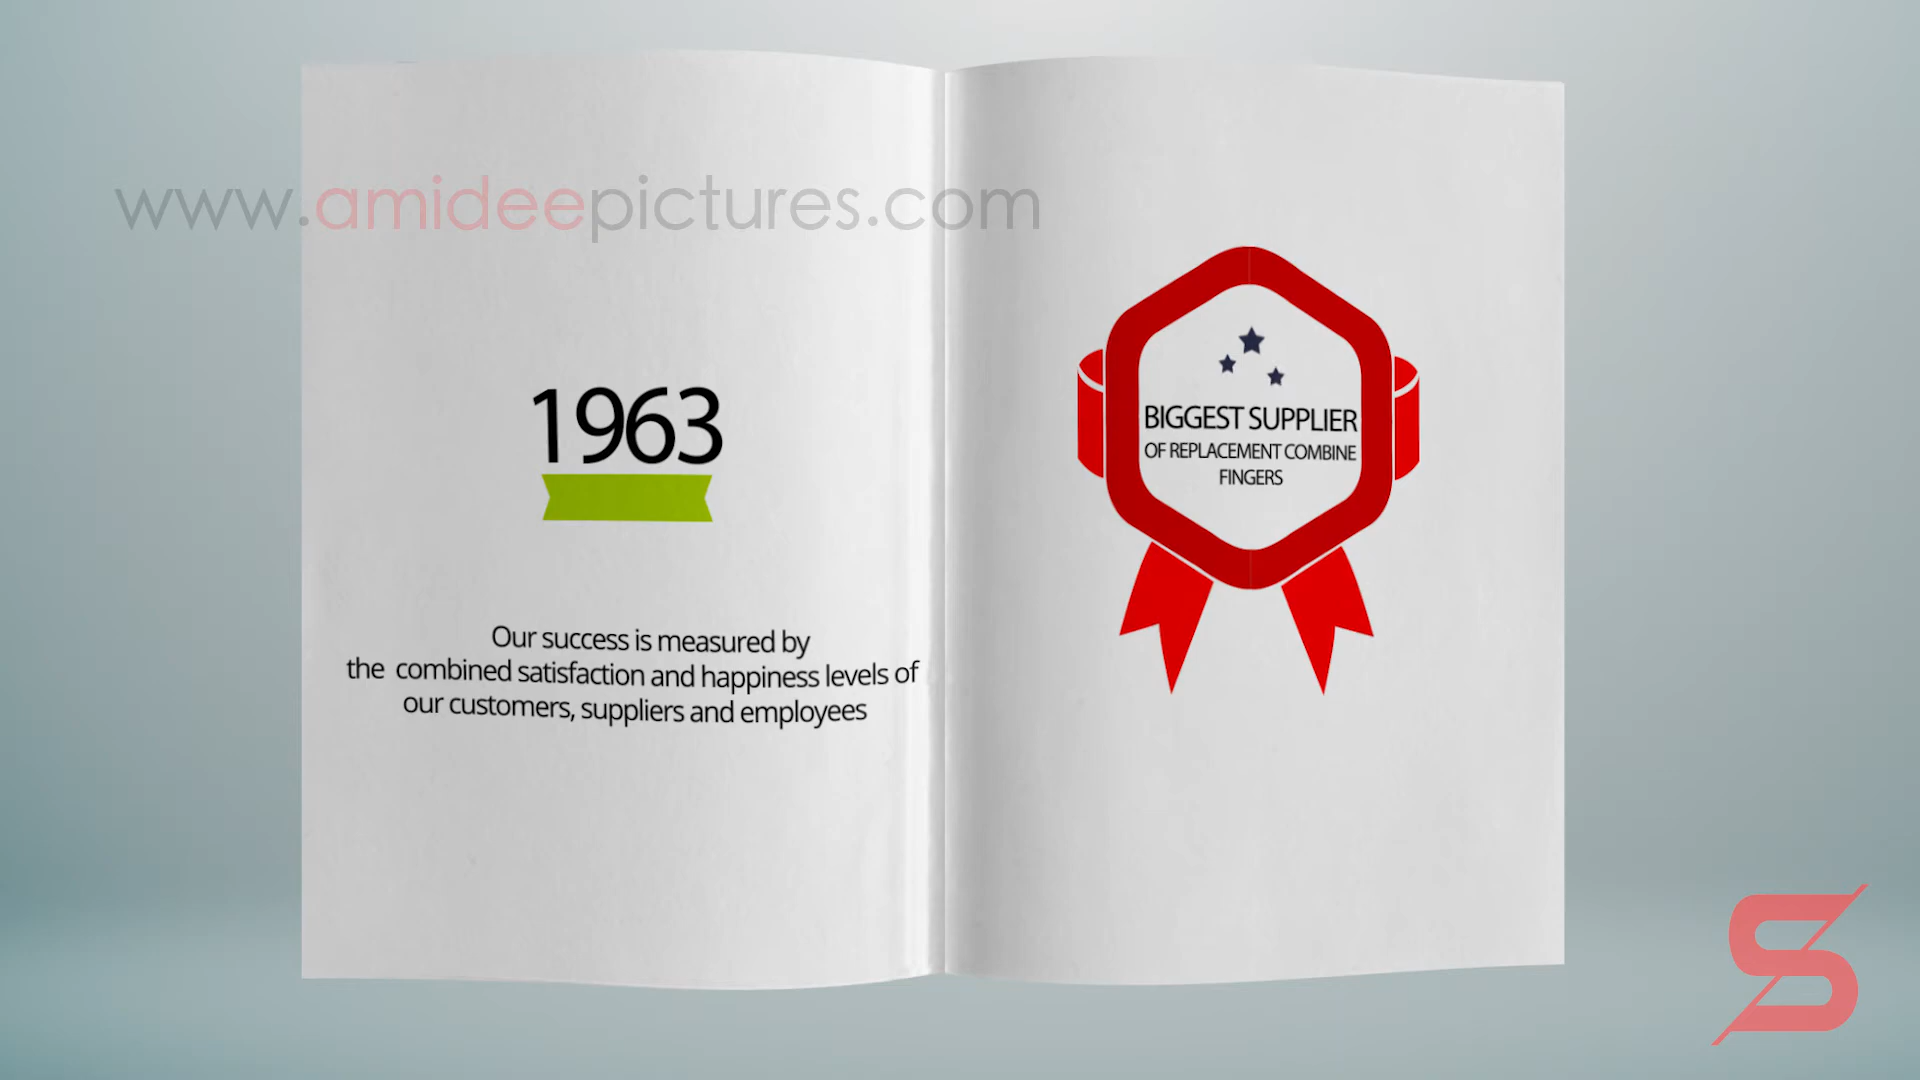 www.amideepictures.com
1963
Our success is measured by
the combined satisfaction and happiness levels of
our customers, suppliers and employees
BIGGEST SUPPLIER
OF REPLACEMENT COMBINE
FINGERS
S